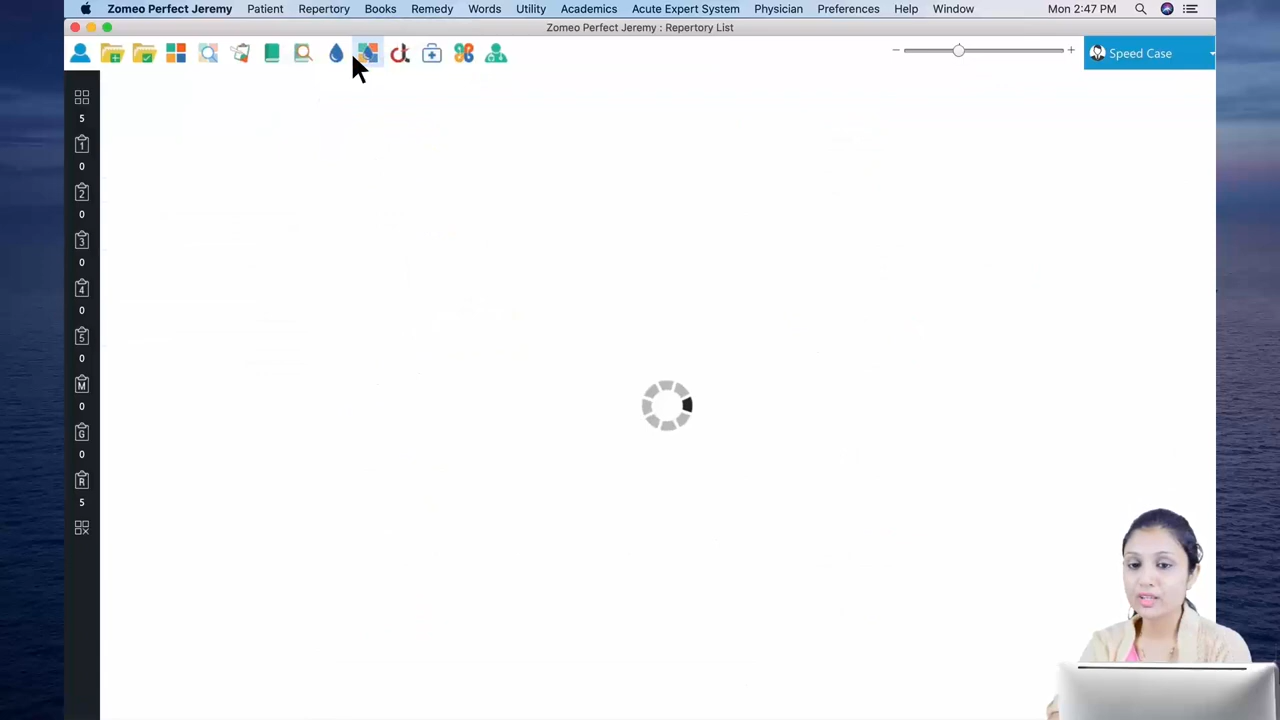 Zomeo Perfect Jeremy Patient Repertory Books Remedy Words Utility Academics Acute Expert System Physician Preferences Help Window Mon 2:47 PM
Zomeo Perfect Jeremy : Repertory List
Speed Case
5
1
0
2
0
3
0
4
0
5
0
M
0
G
0
R
5